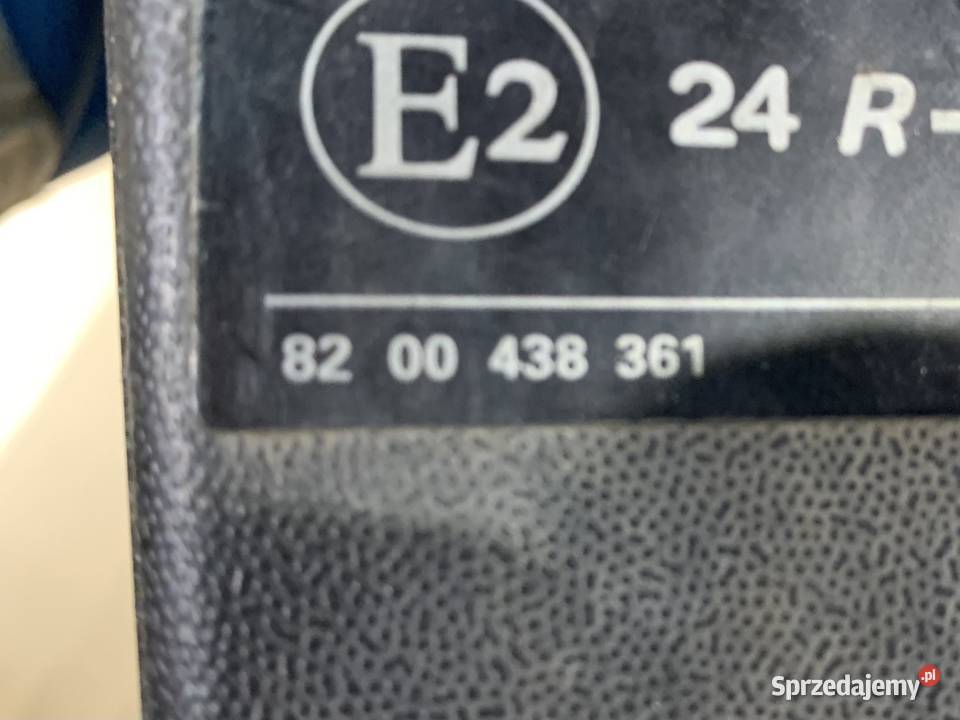 E2 24 R-
82 00 438 361
Sprzedajemy.pl